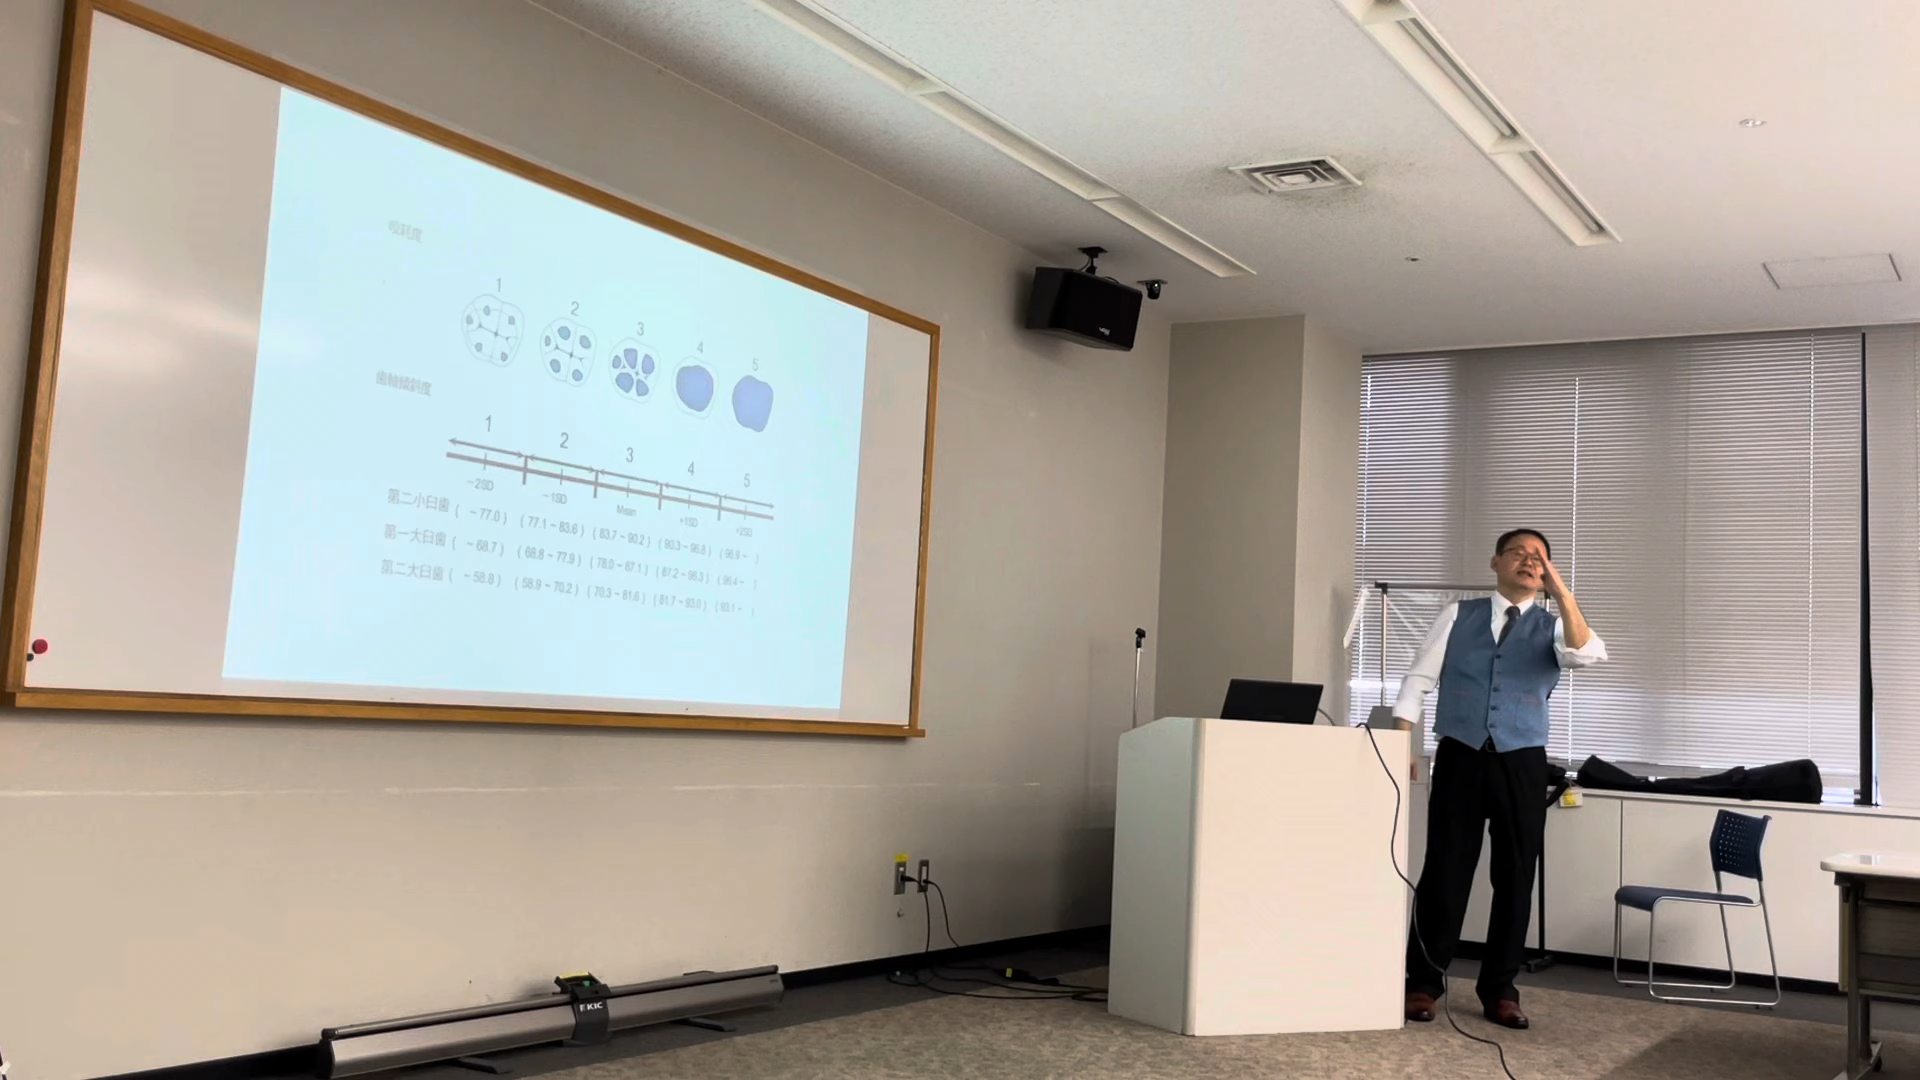 咬耗度
1 2 3 4 5
歯軸傾斜度
1 2 3 4 5
−2SD −1SD Mean +1SD +2SD
第二小臼歯 ( ~77.0 ) ( 77.1 ~ 83.6 ) ( 83.7 ~ 90.2 ) ( 90.3 ~ 96.8 ) ( 96.9 ~ )
第一大臼歯 ( ~68.7 ) ( 68.8 ~ 77.9 ) ( 78.0 ~ 87.1 ) ( 87.2 ~ 96.3 ) ( 96.4 ~ )
第二大臼歯 ( ~58.8 ) ( 58.9 ~ 70.2 ) ( 70.3 ~ 81.6 ) ( 81.7 ~ 93.0 ) ( 93.1 ~ )
KIC